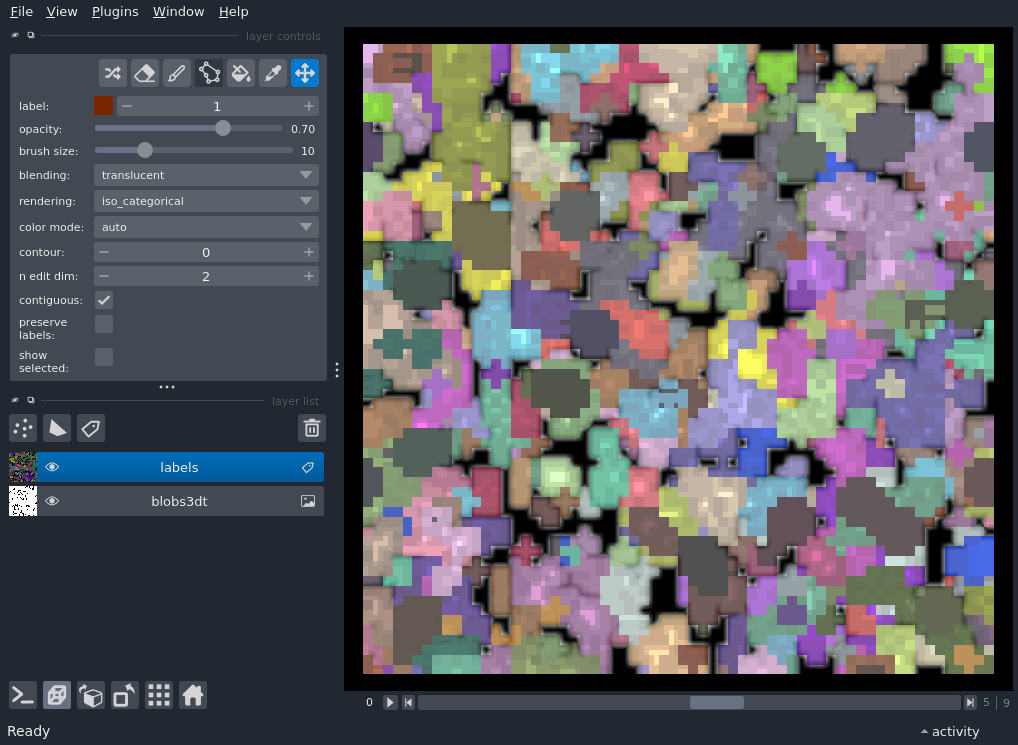 File View Plugins Window Help
layer controls
label: 1
opacity: 0.70
brush size: 10
blending: translucent
rendering: iso_categorical
color mode: auto
contour: 0
n edit dim: 2
contiguous:
preserve
labels:
show
selected:
layer list
labels
blobs3dt
0 5 9
Ready activity